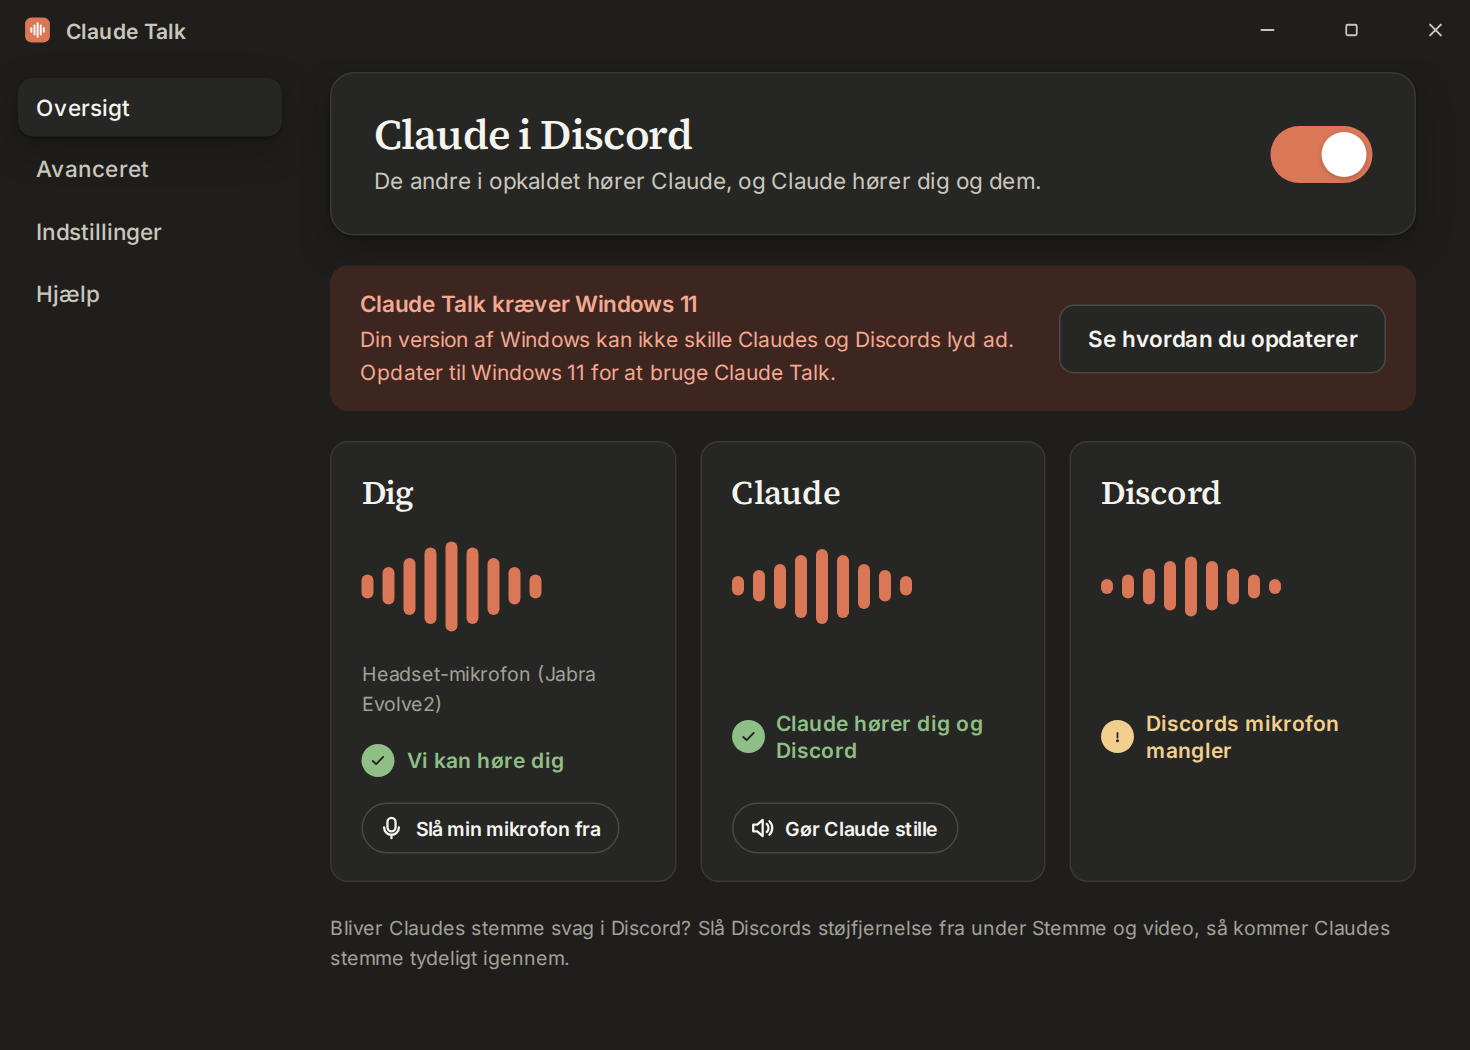 Claude Talk
Oversigt
Avanceret
Indstillinger
Hjælp
Claude i Discord
De andre i opkaldet hører Claude, og Claude hører dig og dem.
Claude Talk kræver Windows 11
Din version af Windows kan ikke skille Claudes og Discords lyd ad.
Opdater til Windows 11 for at bruge Claude Talk.
Se hvordan du opdaterer
Dig
Headset-mikrofon (Jabra
Evolve2)
Vi kan høre dig
Slå min mikrofon fra
Claude
Claude hører dig og
Discord
Gør Claude stille
Discord
Discords mikrofon
mangler
Bliver Claudes stemme svag i Discord? Slå Discords støjfjernelse fra under Stemme og video, så kommer Claudes
stemme tydeligt igennem.